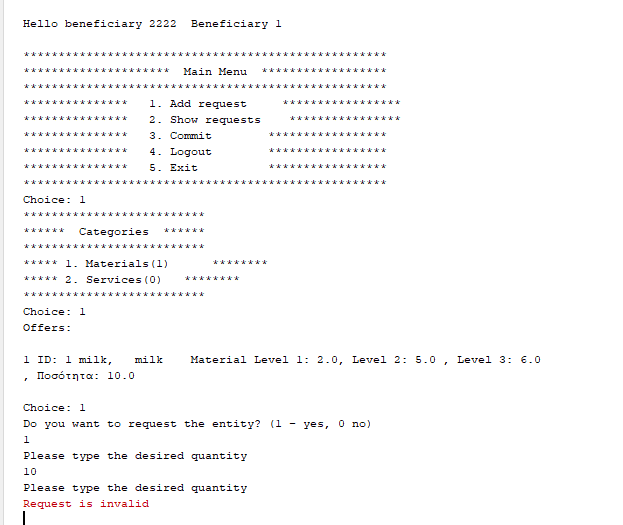 Hello beneficiary 2222  Beneficiary 1
****************************************************
*********************  Main Menu  ******************
****************************************************
***************   1. Add request     *****************
***************   2. Show requests    ****************
***************   3. Commit        *****************
***************   4. Logout        *****************
***************   5. Exit          *****************
****************************************************
Choice: 1
**************************
******  Categories  ******
**************************
***** 1. Materials(1)      ********
***** 2. Services(0)   ********
**************************
Choice: 1
Offers:
1 ID: 1 milk,   milk    Material Level 1: 2.0, Level 2: 5.0 , Level 3: 6.0
, Ποσότητα: 10.0
Choice: 1
Do you want to request the entity? (1 - yes, 0 no)
1
Please type the desired quantity
10
Please type the desired quantity
Request is invalid